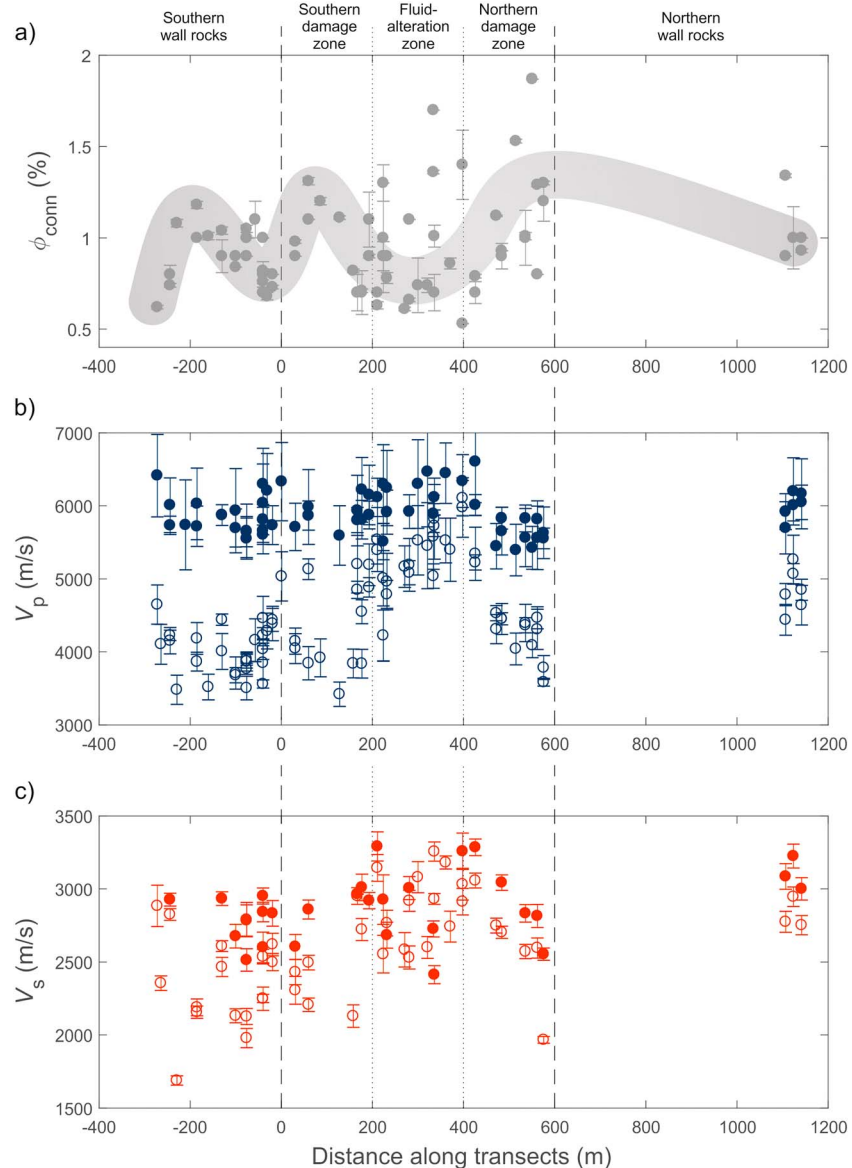 Southern
wall rocks
Southern
damage
zone
Fluid-
alteration
zone
Northern
damage
zone
Northern
wall rocks
a)
2
1.5
1
0.5
ϕconn (%)
-400 -200 0 200 400 600 800 1000 1200
b)
7000
6000
5000
4000
3000
Vp (m/s)
-400 -200 0 200 400 600 800 1000 1200
c)
3500
3000
2500
2000
1500
Vs (m/s)
-400 -200 0 200 400 600 800 1000 1200
Distance along transects (m)